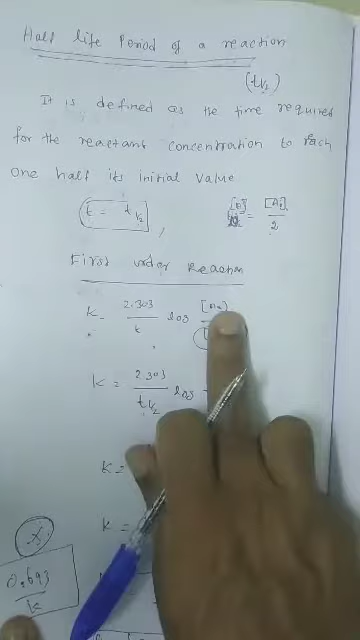 Half life Period of a reaction
(t½)
It is defined as the time required
for the reactant concentration to reach
one half its initial value
t = t½ , [A] = [A₀]/2
First order Reaction
k = 2.303/t log [A₀]
k = 2.303/t½ log
k =
k =
0.693/k